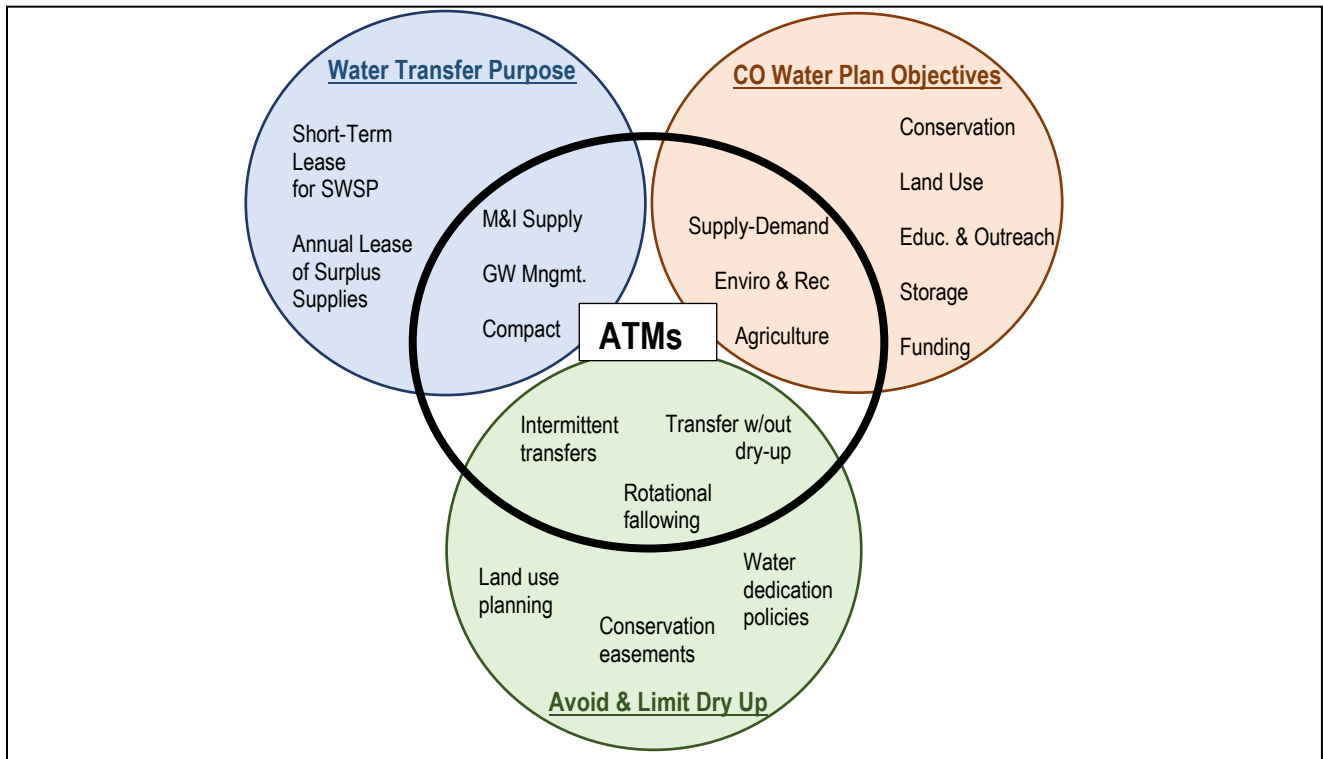 Water Transfer Purpose
Short-Term
Lease
for SWSP
Annual Lease
of Surplus
Supplies
M&I Supply
GW Mngmt.
Compact
CO Water Plan Objectives
Conservation
Land Use
Educ. & Outreach
Storage
Funding
Supply-Demand
Enviro & Rec
Agriculture
ATMs
Intermittent
transfers
Transfer w/out
dry-up
Rotational
fallowing
Land use
planning
Conservation
easements
Water
dedication
policies
Avoid & Limit Dry Up